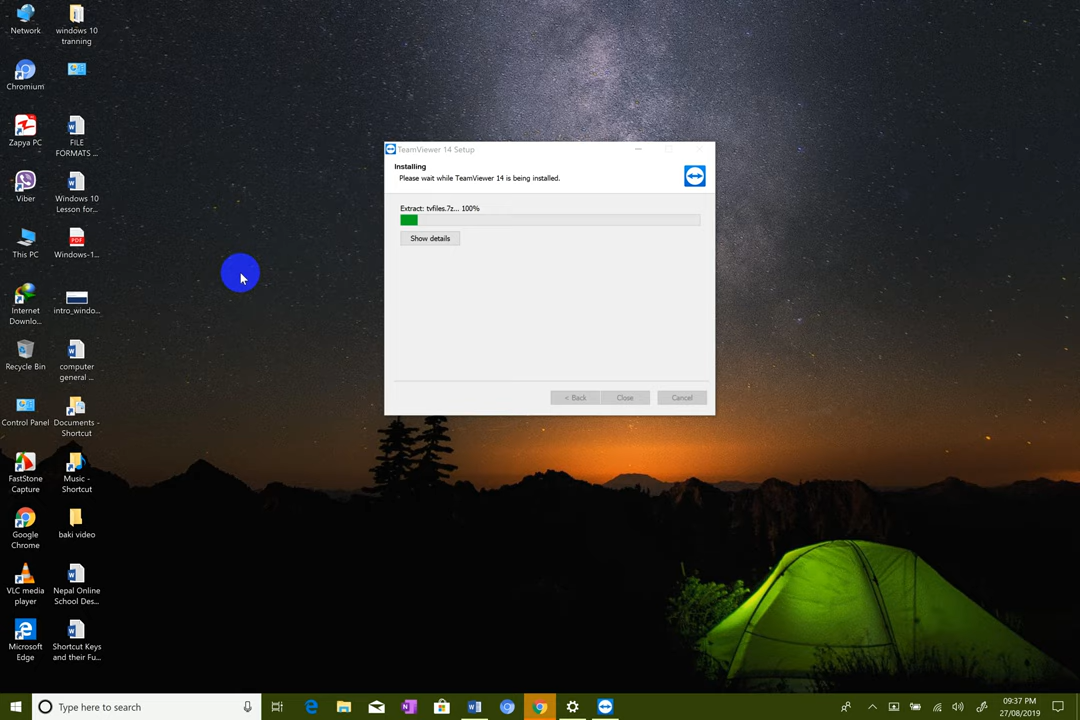 Network
windows 10
tranning
Chromium
Zapya PC
FILE
FORMATS ...
Viber
Windows 10
Lesson for...
This PC
Windows-1...
Internet
Downlo...
intro_windo...
Recycle Bin
computer
general ...
Control Panel
Documents -
Shortcut
FastStone
Capture
Music -
Shortcut
Google
Chrome
baki video
VLC media
player
Nepal Online
School Des...
Microsoft
Edge
Shortcut Keys
and their Fu...
TeamViewer 14 Setup
Installing
Please wait while TeamViewer 14 is being installed.
Extract: tvfiles.7z... 100%
Show details
< Back
Close
Cancel
Type here to search
09:37 PM
27/08/2019